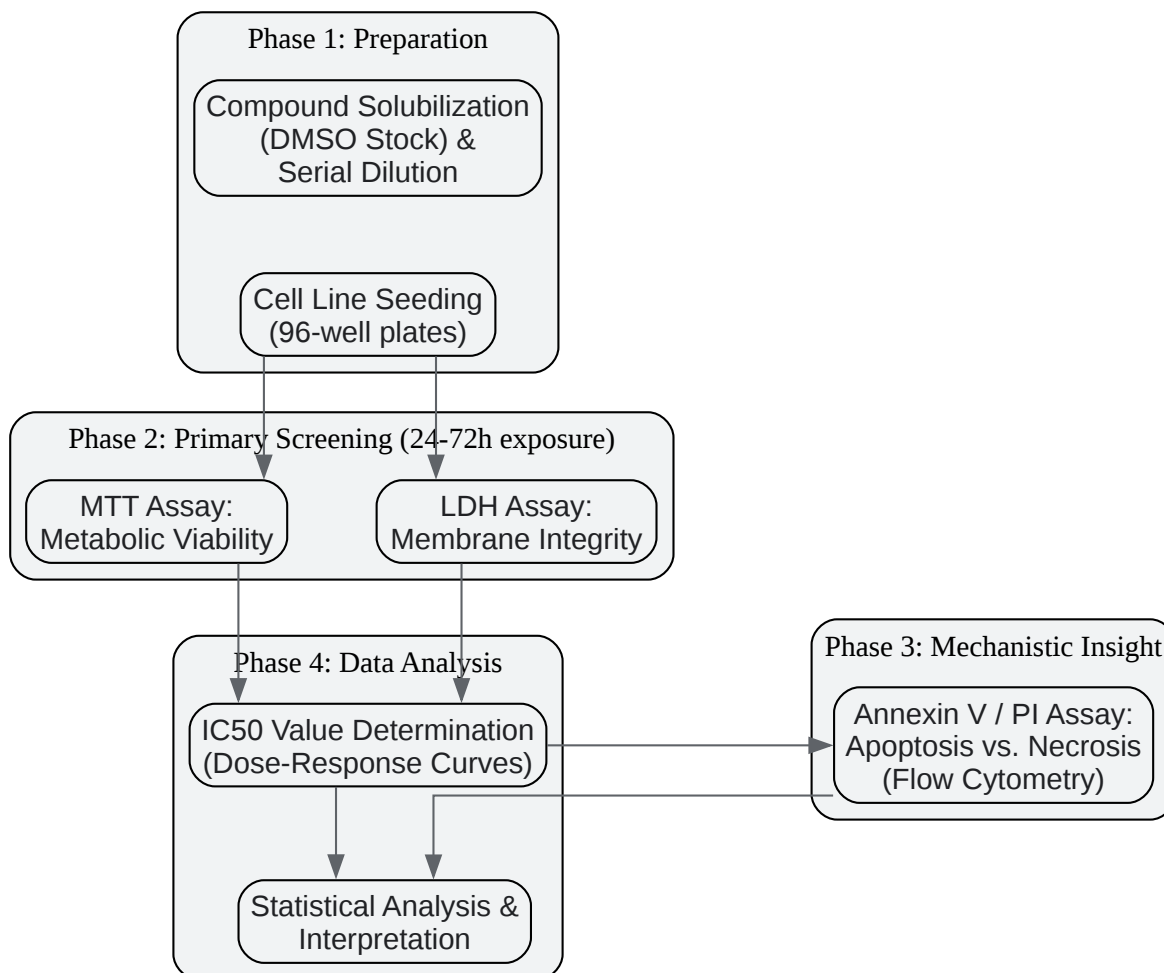 Phase 1: Preparation
Compound Solubilization
(DMSO Stock) &
Serial Dilution
Cell Line Seeding
(96-well plates)
Phase 2: Primary Screening (24-72h exposure)
MTT Assay:
Metabolic Viability
LDH Assay:
Membrane Integrity
Phase 4: Data Analysis
IC50 Value Determination
(Dose-Response Curves)
Phase 3: Mechanistic Insight
Annexin V / PI Assay:
Apoptosis vs. Necrosis
(Flow Cytometry)
Statistical Analysis &
Interpretation